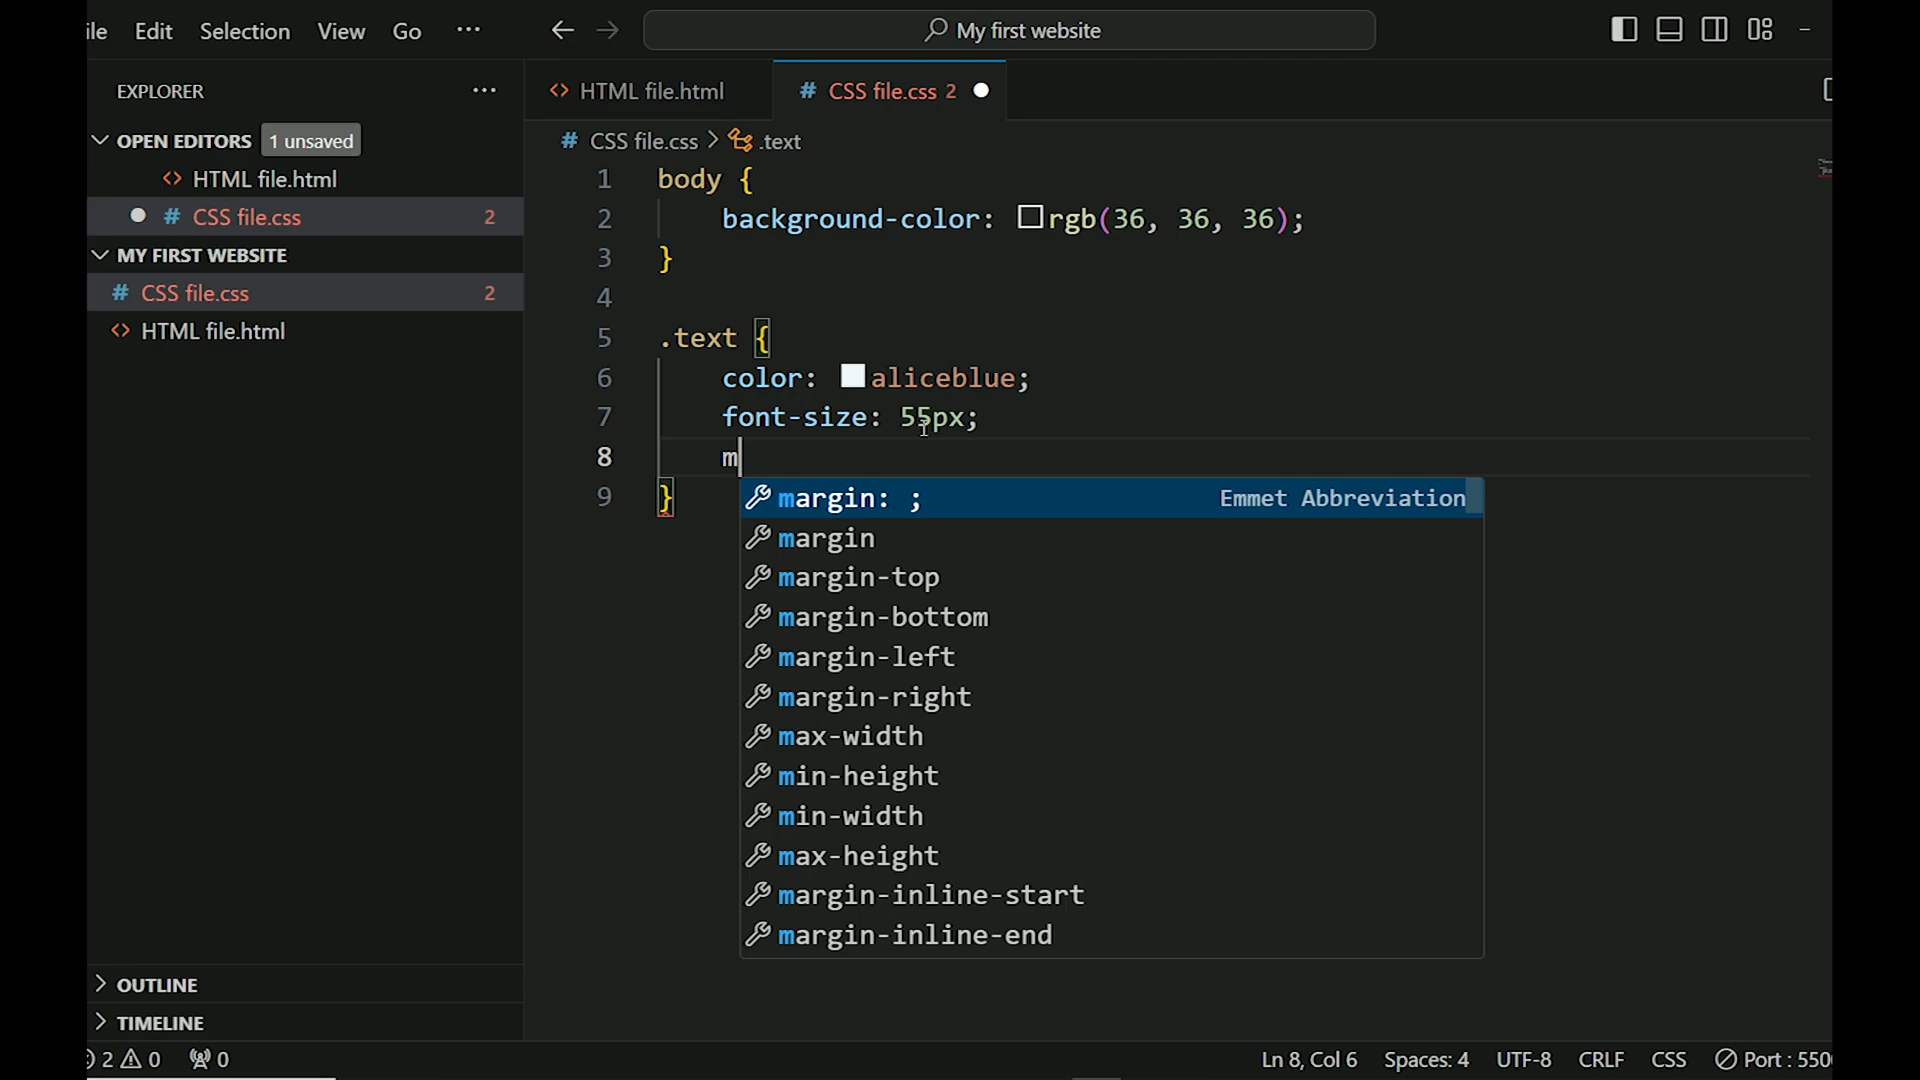 ile Edit Selection View Go ··· My first website
EXPLORER ···
OPEN EDITORS 1 unsaved
HTML file.html
CSS file.css 2
MY FIRST WEBSITE
CSS file.css 2
HTML file.html
OUTLINE
TIMELINE
HTML file.html CSS file.css 2
CSS file.css > .text
1 body {
2 background-color: rgb(36, 36, 36);
3 }
4
5 .text {
6 color: aliceblue;
7 font-size: 55px;
8 m
9 }
margin: ; Emmet Abbreviation
margin
margin-top
margin-bottom
margin-left
margin-right
max-width
min-height
min-width
max-height
margin-inline-start
margin-inline-end
2 0 0 Ln 8, Col 6 Spaces: 4 UTF-8 CRLF CSS Port : 550